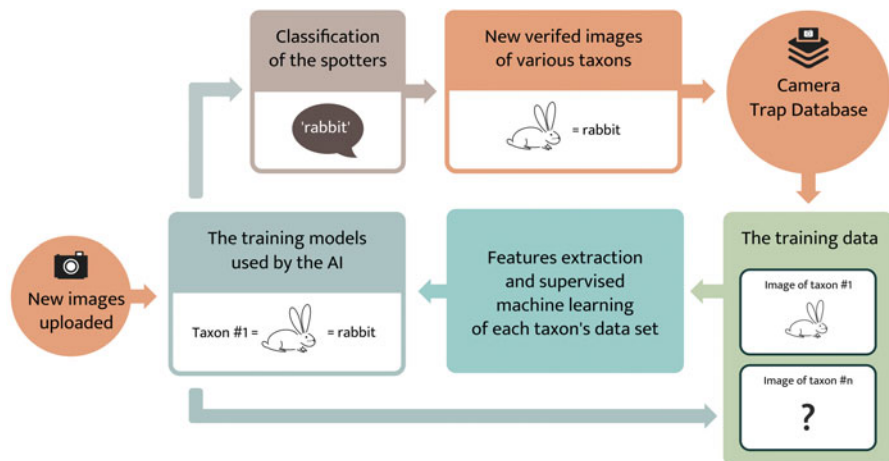 Classification
of the spotters
'rabbit'
New verifed images
of various taxons
= rabbit
Camera
Trap Database
New images
uploaded
The training models
used by the AI
Taxon #1 =
= rabbit
Features extraction
and supervised
machine learning
of each taxon's data set
The training data
Image of taxon #1
Image of taxon #n
?